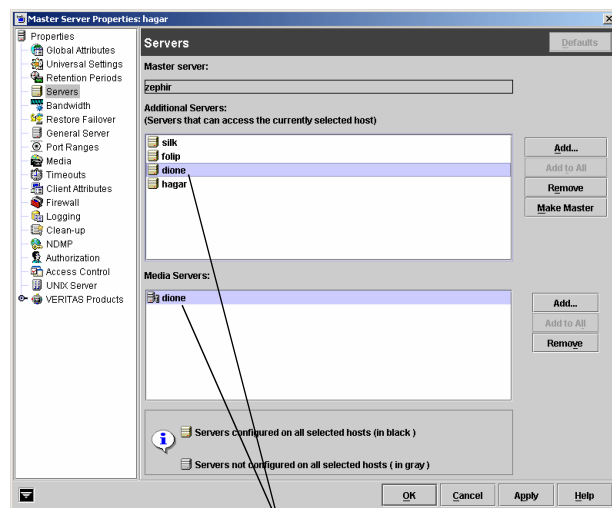 Master Server Properties: hagar
Properties
Global Attributes
Universal Settings
Retention Periods
Servers
Bandwidth
Restore Failover
General Server
Port Ranges
Media
Timeouts
Client Attributes
Firewall
Logging
Clean-up
NDMP
Authorization
Access Control
UNIX Server
VERITAS Products
Servers
Defaults
Master server:
zephir
Additional Servers:
(Servers that can access the currently selected host)
silk
folip
dione
hagar
Add...
Add to All
Remove
Make Master
Media Servers:
dione
Add...
Add to All
Remove
Servers configured on all selected hosts (in black )
Servers not configured on all selected hosts ( in gray )
OK
Cancel
Apply
Help